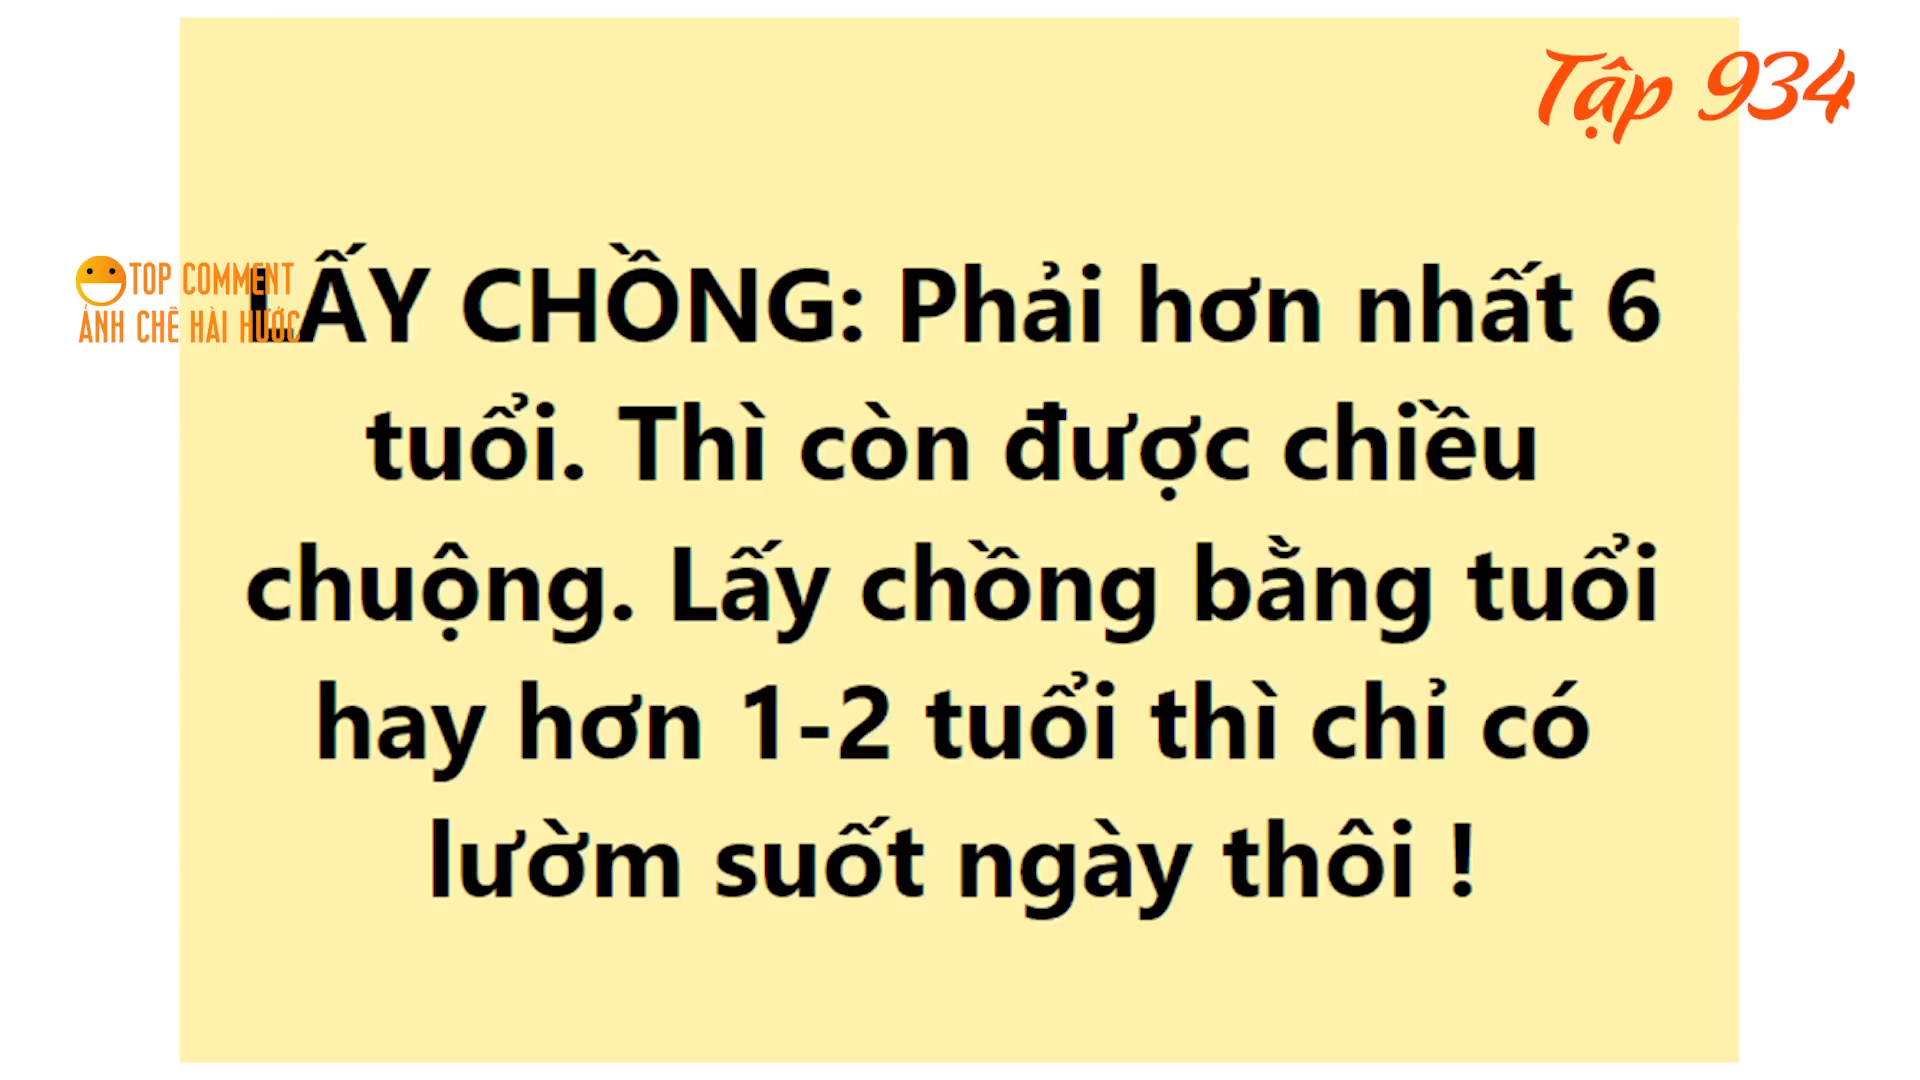 Tập 934
TOP COMMENT
ẢNH CHẾ HÀI HƯỚC
LẤY CHỒNG: Phải hơn nhất 6
tuổi. Thì còn được chiều
chuộng. Lấy chồng bằng tuổi
hay hơn 1-2 tuổi thì chỉ có
lườm suốt ngày thôi !